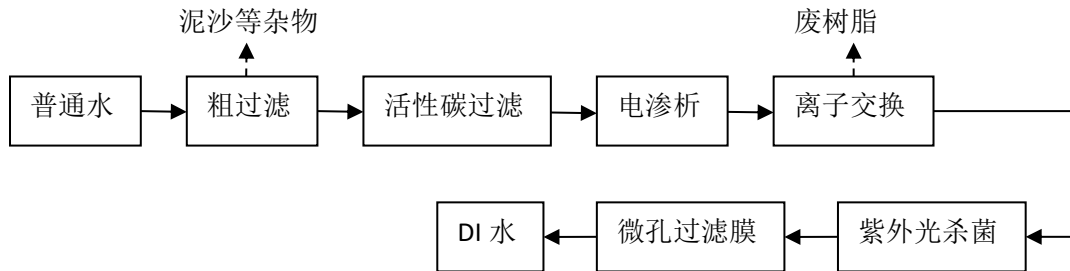 泥沙等杂物
废树脂
普通水
粗过滤
活性碳过滤
电渗析
离子交换
紫外光杀菌
微孔过滤膜
DI 水